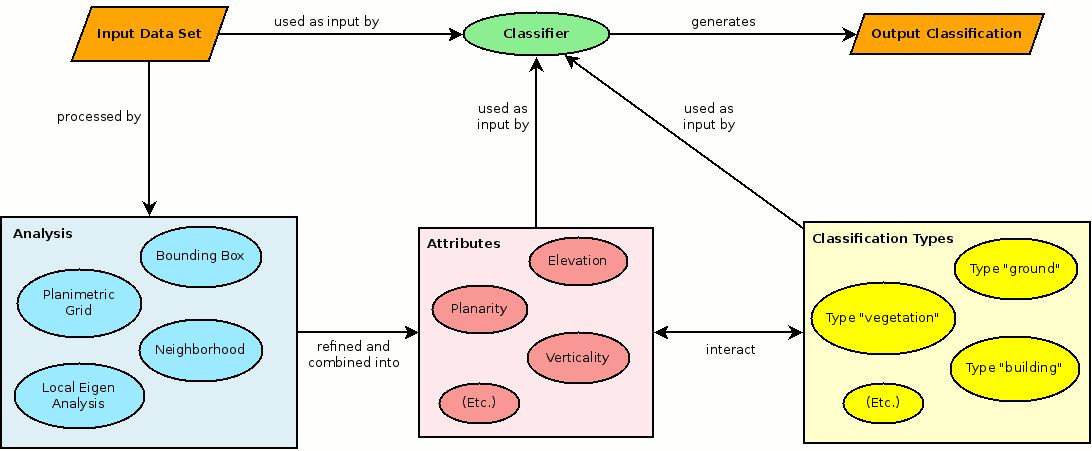 Input Data Set
used as input by
Classifier
generates
Output Classification
processed by
used as
input by
used as
input by
Analysis
Bounding Box
Planimetric
Grid
Neighborhood
Local Eigen
Analysis
refined and
combined into
Attributes
Elevation
Planarity
Verticality
(Etc.)
interact
Classification Types
Type "ground"
Type "vegetation"
Type "building"
(Etc.)